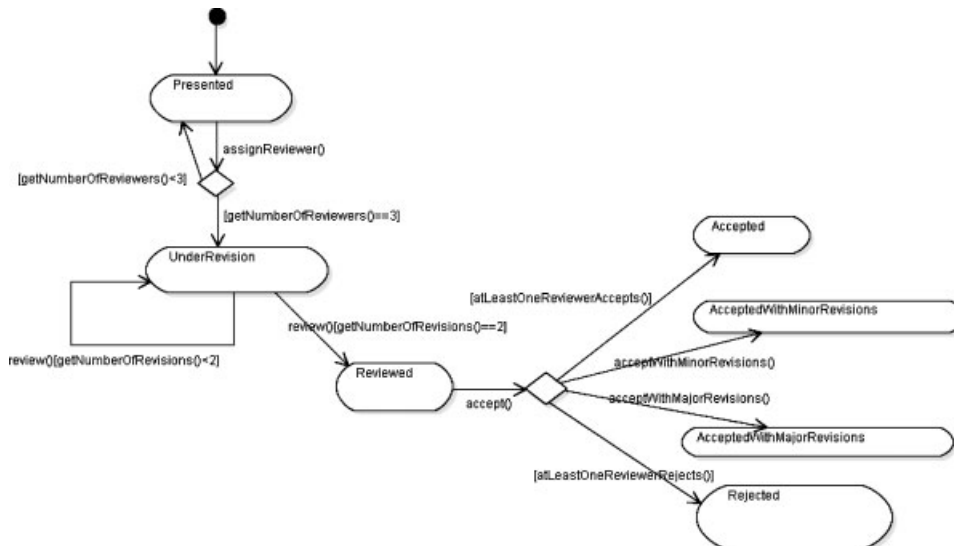 Presented
assignReviewer()
[getNumberOfReviewers()<3]
[getNumberOfReviewers()==3]
UnderRevision
Accepted
[atLeastOneReviewerAccepts()]
AcceptedWithMinorRevisions
review()[getNumberOfRevisions()==2]
review()[getNumberOfRevisions()<2]
acceptWithMinorRevisions()
Reviewed
accept()
acceptWithMajorRevisions()
AcceptedWithMajorRevisions
[atLeastOneReviewerRejects()]
Rejected